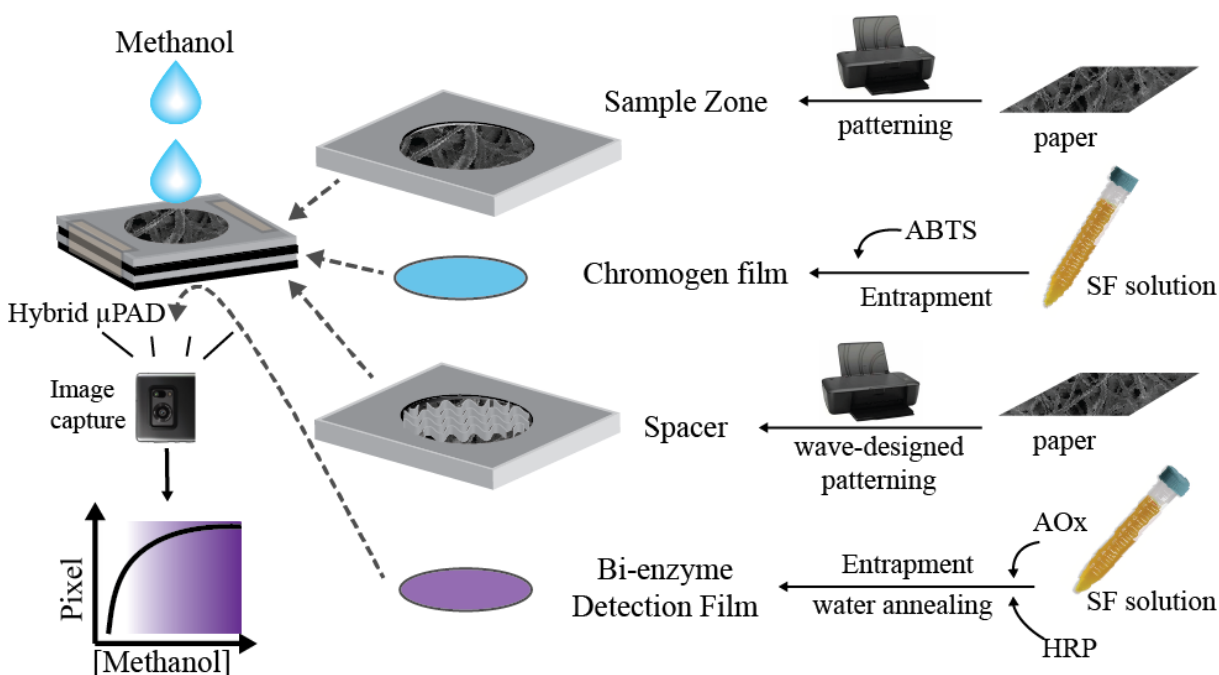 Methanol
Sample Zone
patterning
paper
ABTS
Chromogen film
Entrapment
SF solution
Hybrid μPAD
Image
capture
Spacer
wave-designed
patterning
paper
Pixel
[Methanol]
Bi-enzyme
Detection Film
Entrapment
water annealing
AOx
HRP
SF solution